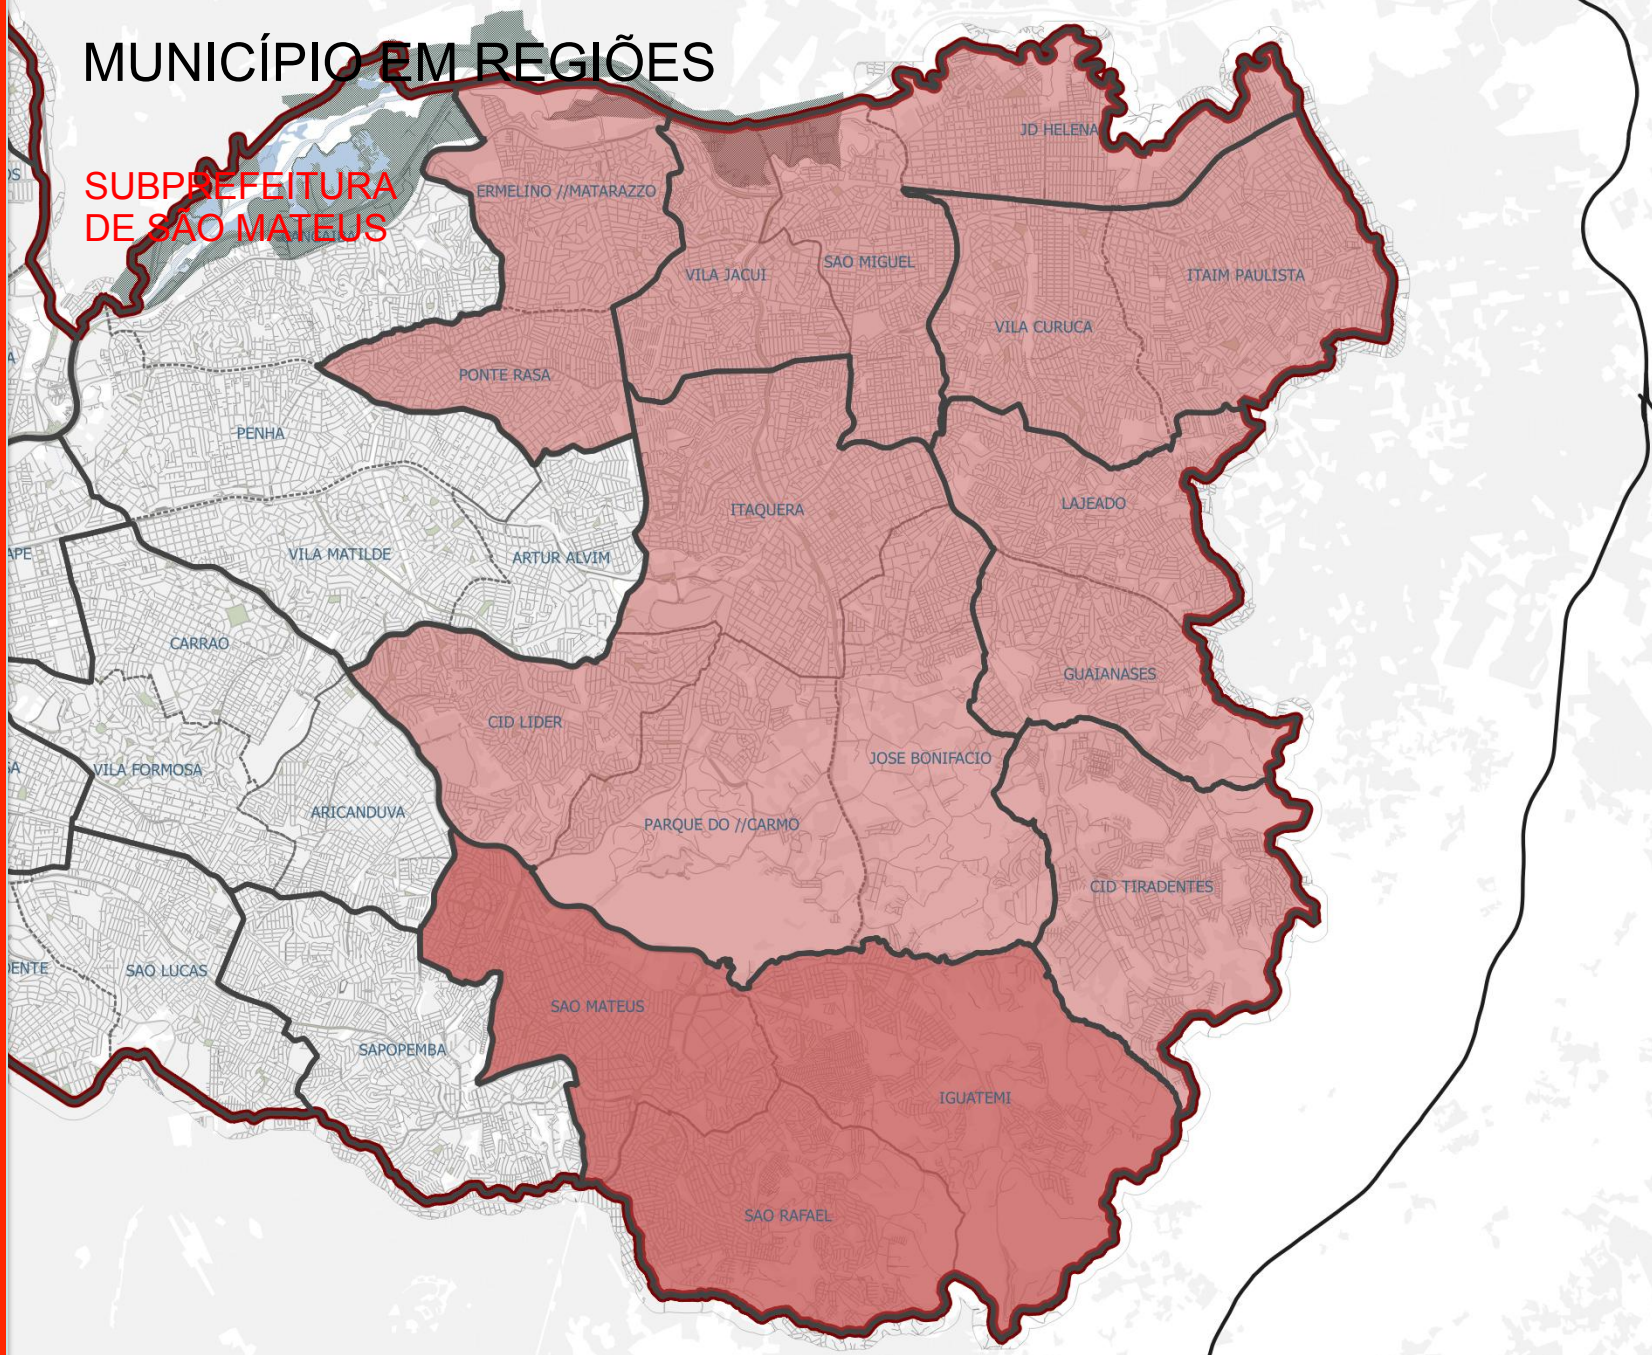 MUNICÍPIO EM REGIÕES
SUBPREFEITURA
DE SÃO MATEUS
JD HELENA
ERMELINO //MATARAZZO
VILA JACUI
SAO MIGUEL
ITAIM PAULISTA
VILA CURUCA
PONTE RASA
PENHA
ITAQUERA
LAJEADO
VILA MATILDE
ARTUR ALVIM
CARRAO
GUAIANASES
CID LIDER
JOSE BONIFACIO
VILA FORMOSA
ARICANDUVA
PARQUE DO //CARMO
CID TIRADENTES
SAO LUCAS
SAO MATEUS
SAPOPEMBA
IGUATEMI
SAO RAFAEL